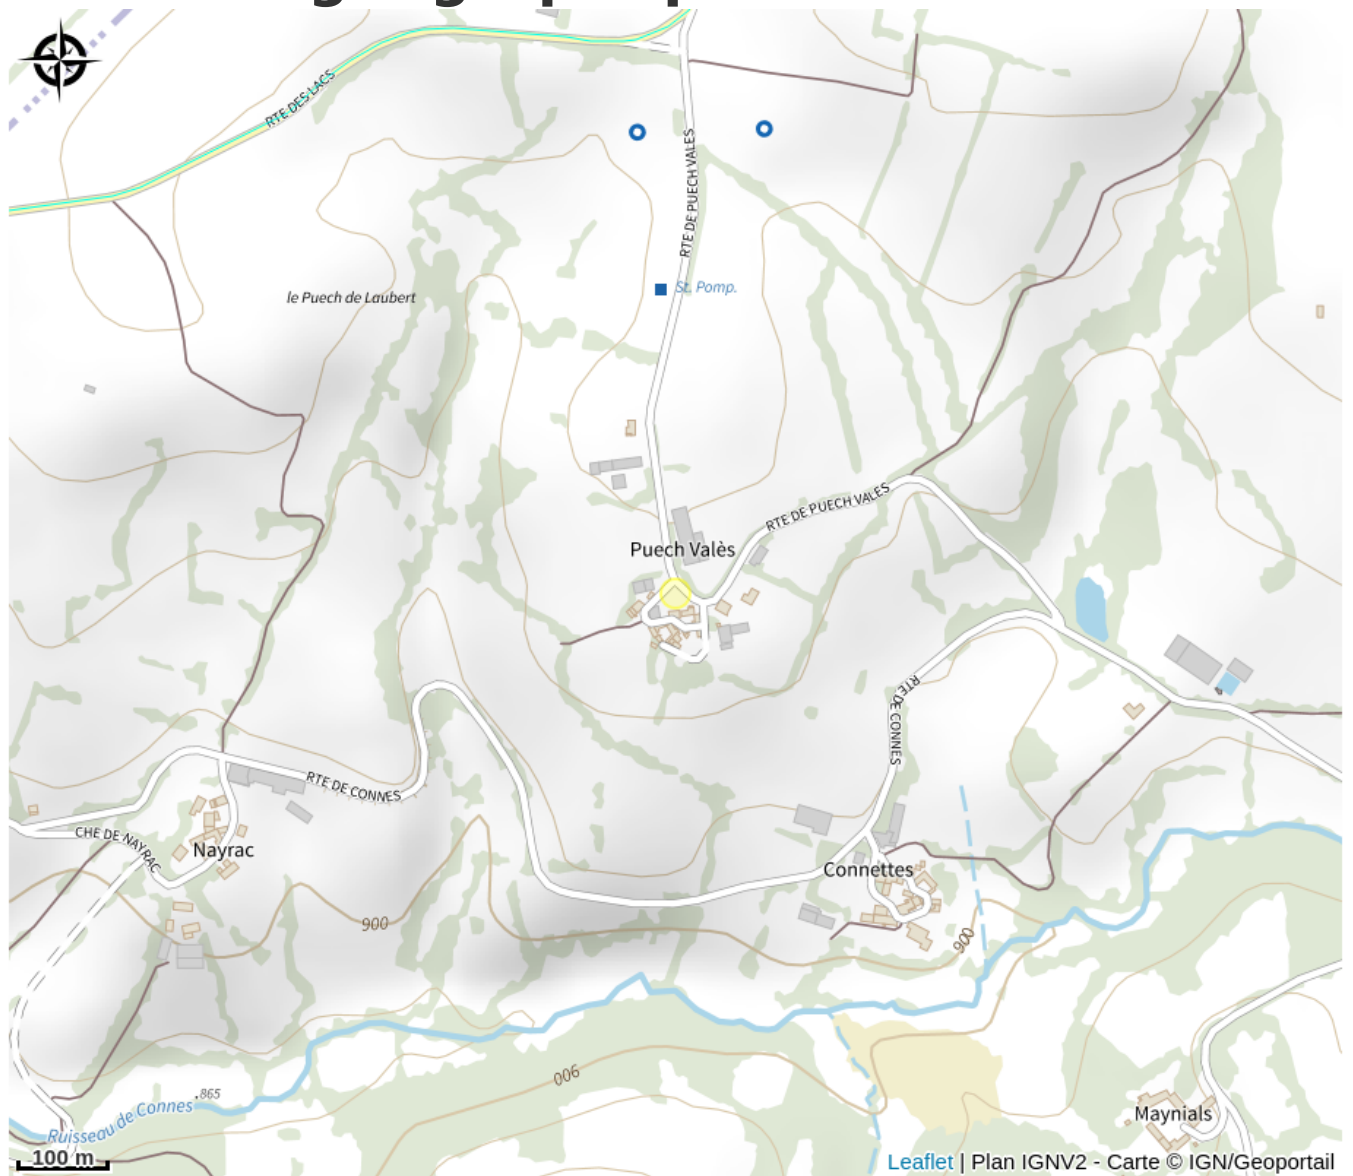 RTE DES LACS
RTE DE PUECH VALES
St. Pomp.
le Puech de Laubert
RTE DE PUECH VALES
Puech Valès
RTE DE CONNES
RTE DE CONNES
CHE DE NAYRAC
Nayrac
Connettes
900
900
900
.865
Ruisseau de Connes
Maynials
100 m
Leaflet | Plan IGNV2 - Carte © IGN/Geoportail